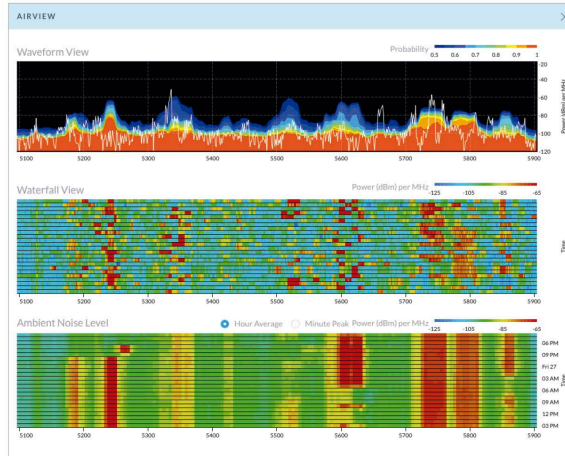 AIRVIEW
Waveform View
Probability 0.5 0.6 0.7 0.8 0.9 1
-20
-40
-60
-80
-100
-120
Power (dBm) per MHz
5100 5200 5300 5400 5500 5600 5700 5800 5900
Waterfall View
Power (dBm) per MHz
-125 -105 -85 -65
Time
5100 5200 5300 5400 5500 5600 5700 5800 5900
Ambient Noise Level
Hour Average Minute Peak Power (dBm) per MHz
-125 -105 -85 -65
06 PM
09 PM
Fri 27
03 AM
06 AM
09 AM
12 PM
03 PM
Time
5100 5200 5300 5400 5500 5600 5700 5800 5900